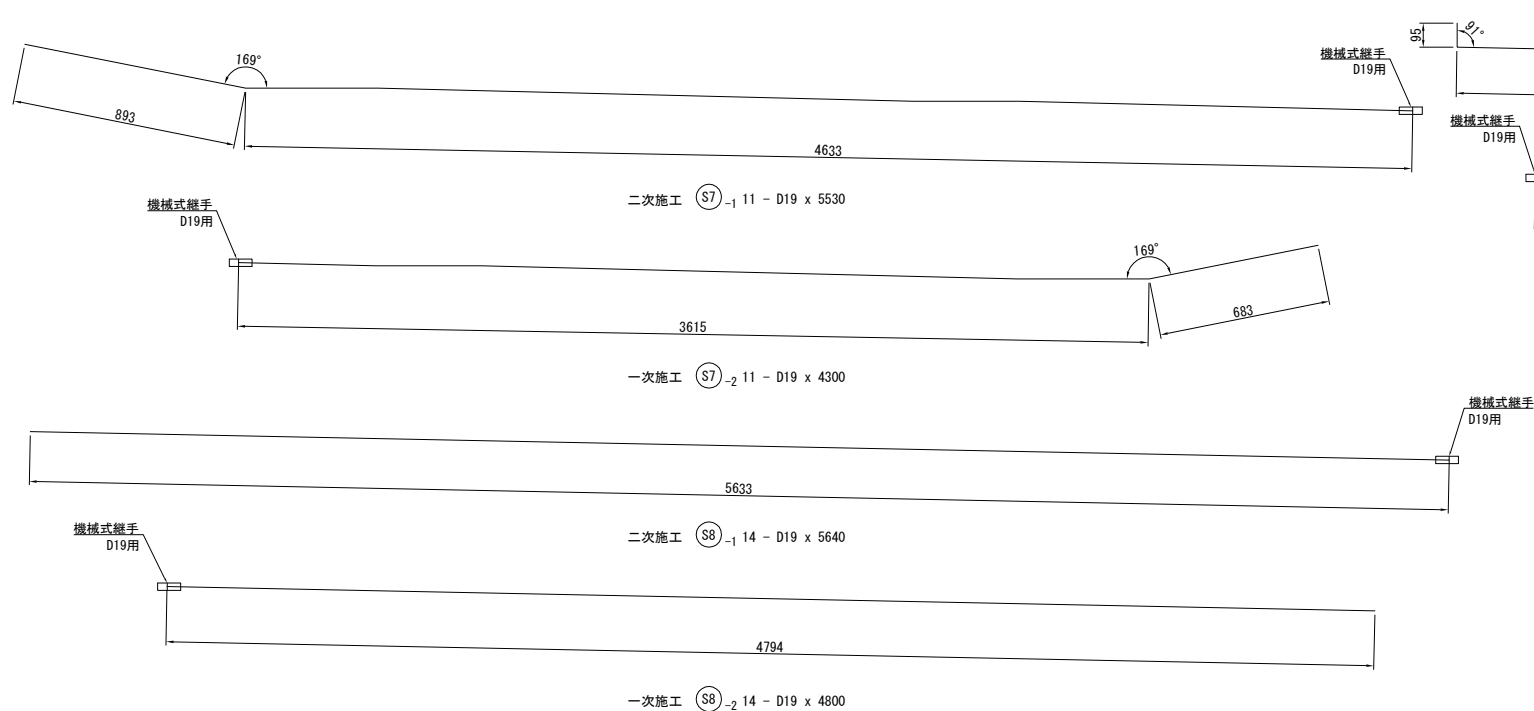 169°
893
4633
機械式継手
D19用
二次施工 S7 -1 11 - D19 x 5530
95
91°
機械式継手
D19用
機械式継手
D19用
169°
3615
683
一次施工 S7 -2 11 - D19 x 4300
機械式継手
D19用
5633
二次施工 S8 -1 14 - D19 x 5640
機械式継手
D19用
4794
一次施工 S8 -2 14 - D19 x 4800